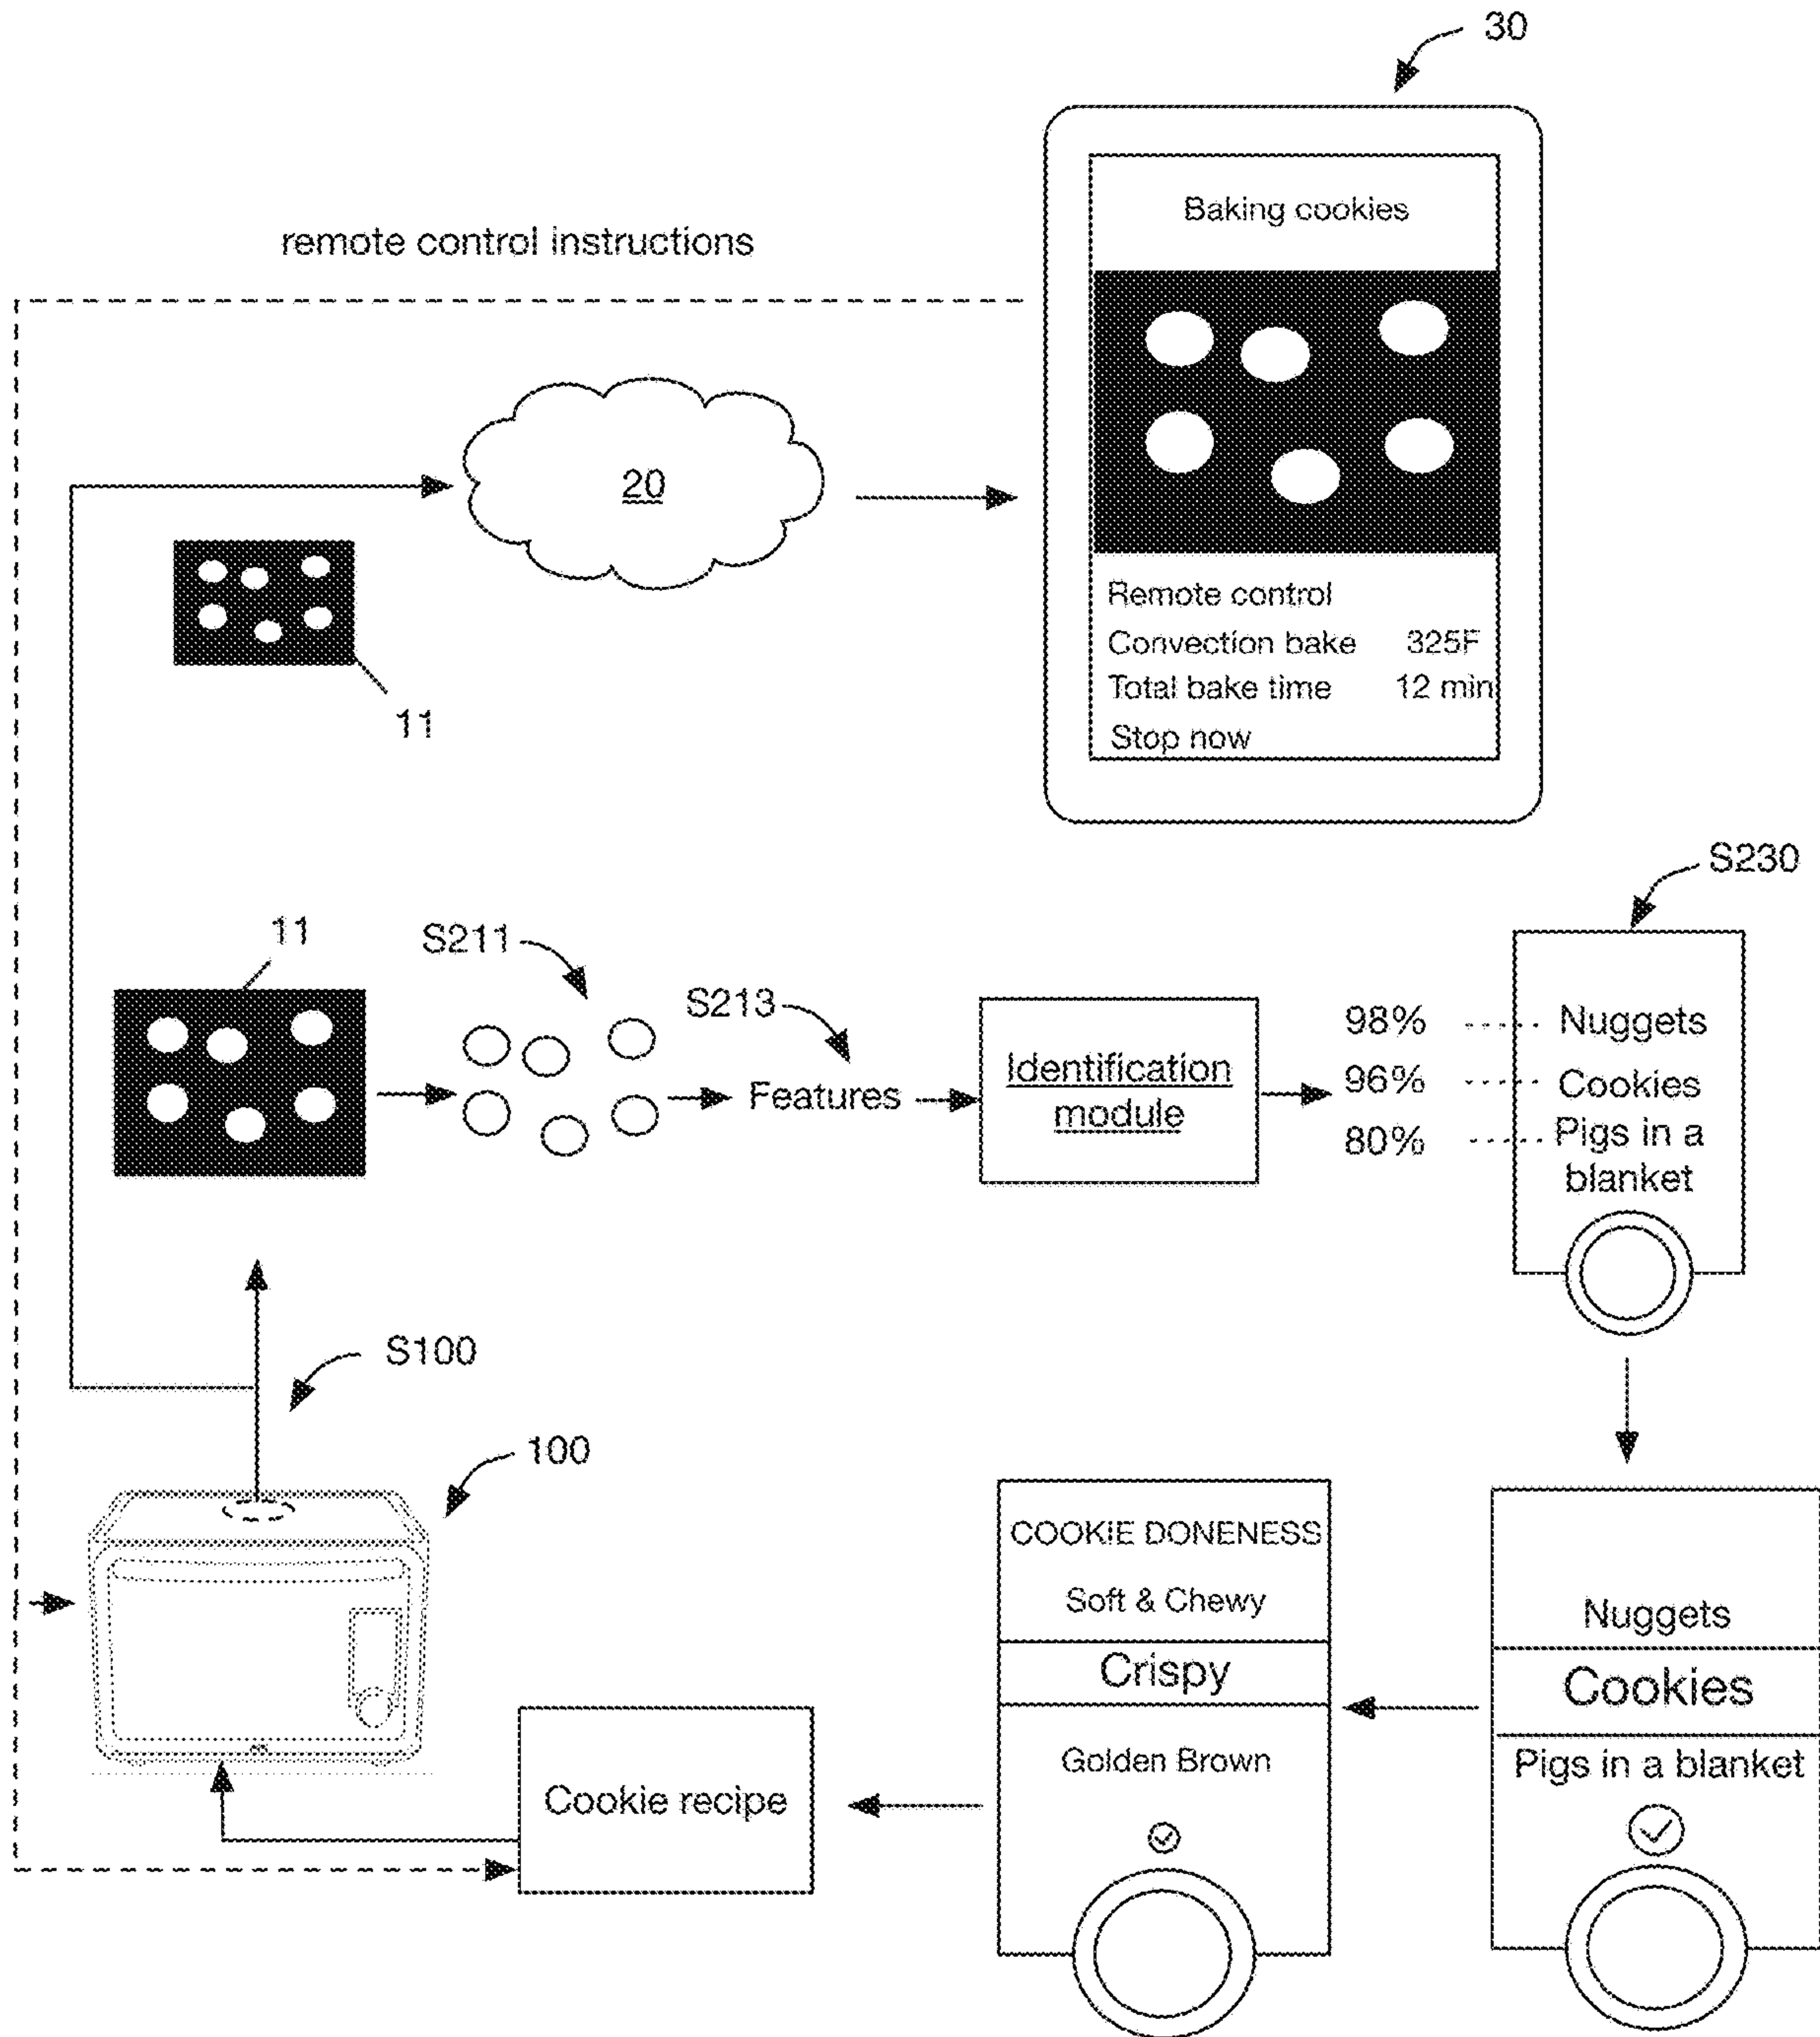 30
Baking cookies
remote control instructions
20
Remote control
Convection bake 325F
Total bake time 12 min
Stop now
11
S230
11
S211
S213
98% Nuggets
96% Cookies
80% Pigs in a
blanket
Features
Identification
module
S100
100
COOKIE DONENESS
Soft & Chewy
Crispy
Golden Brown
Nuggets
Cookies
Pigs in a blanket
Cookie recipe